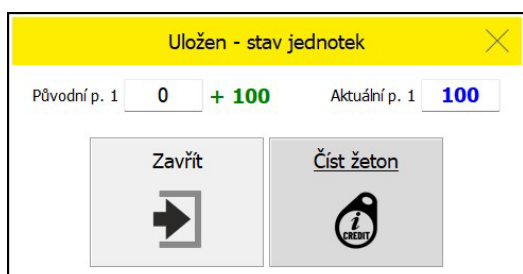 Uložen - stav jednotek
Původní p. 1 0 + 100 Aktuální p. 1 100
Zavřít Číst žeton
i
CREDIT